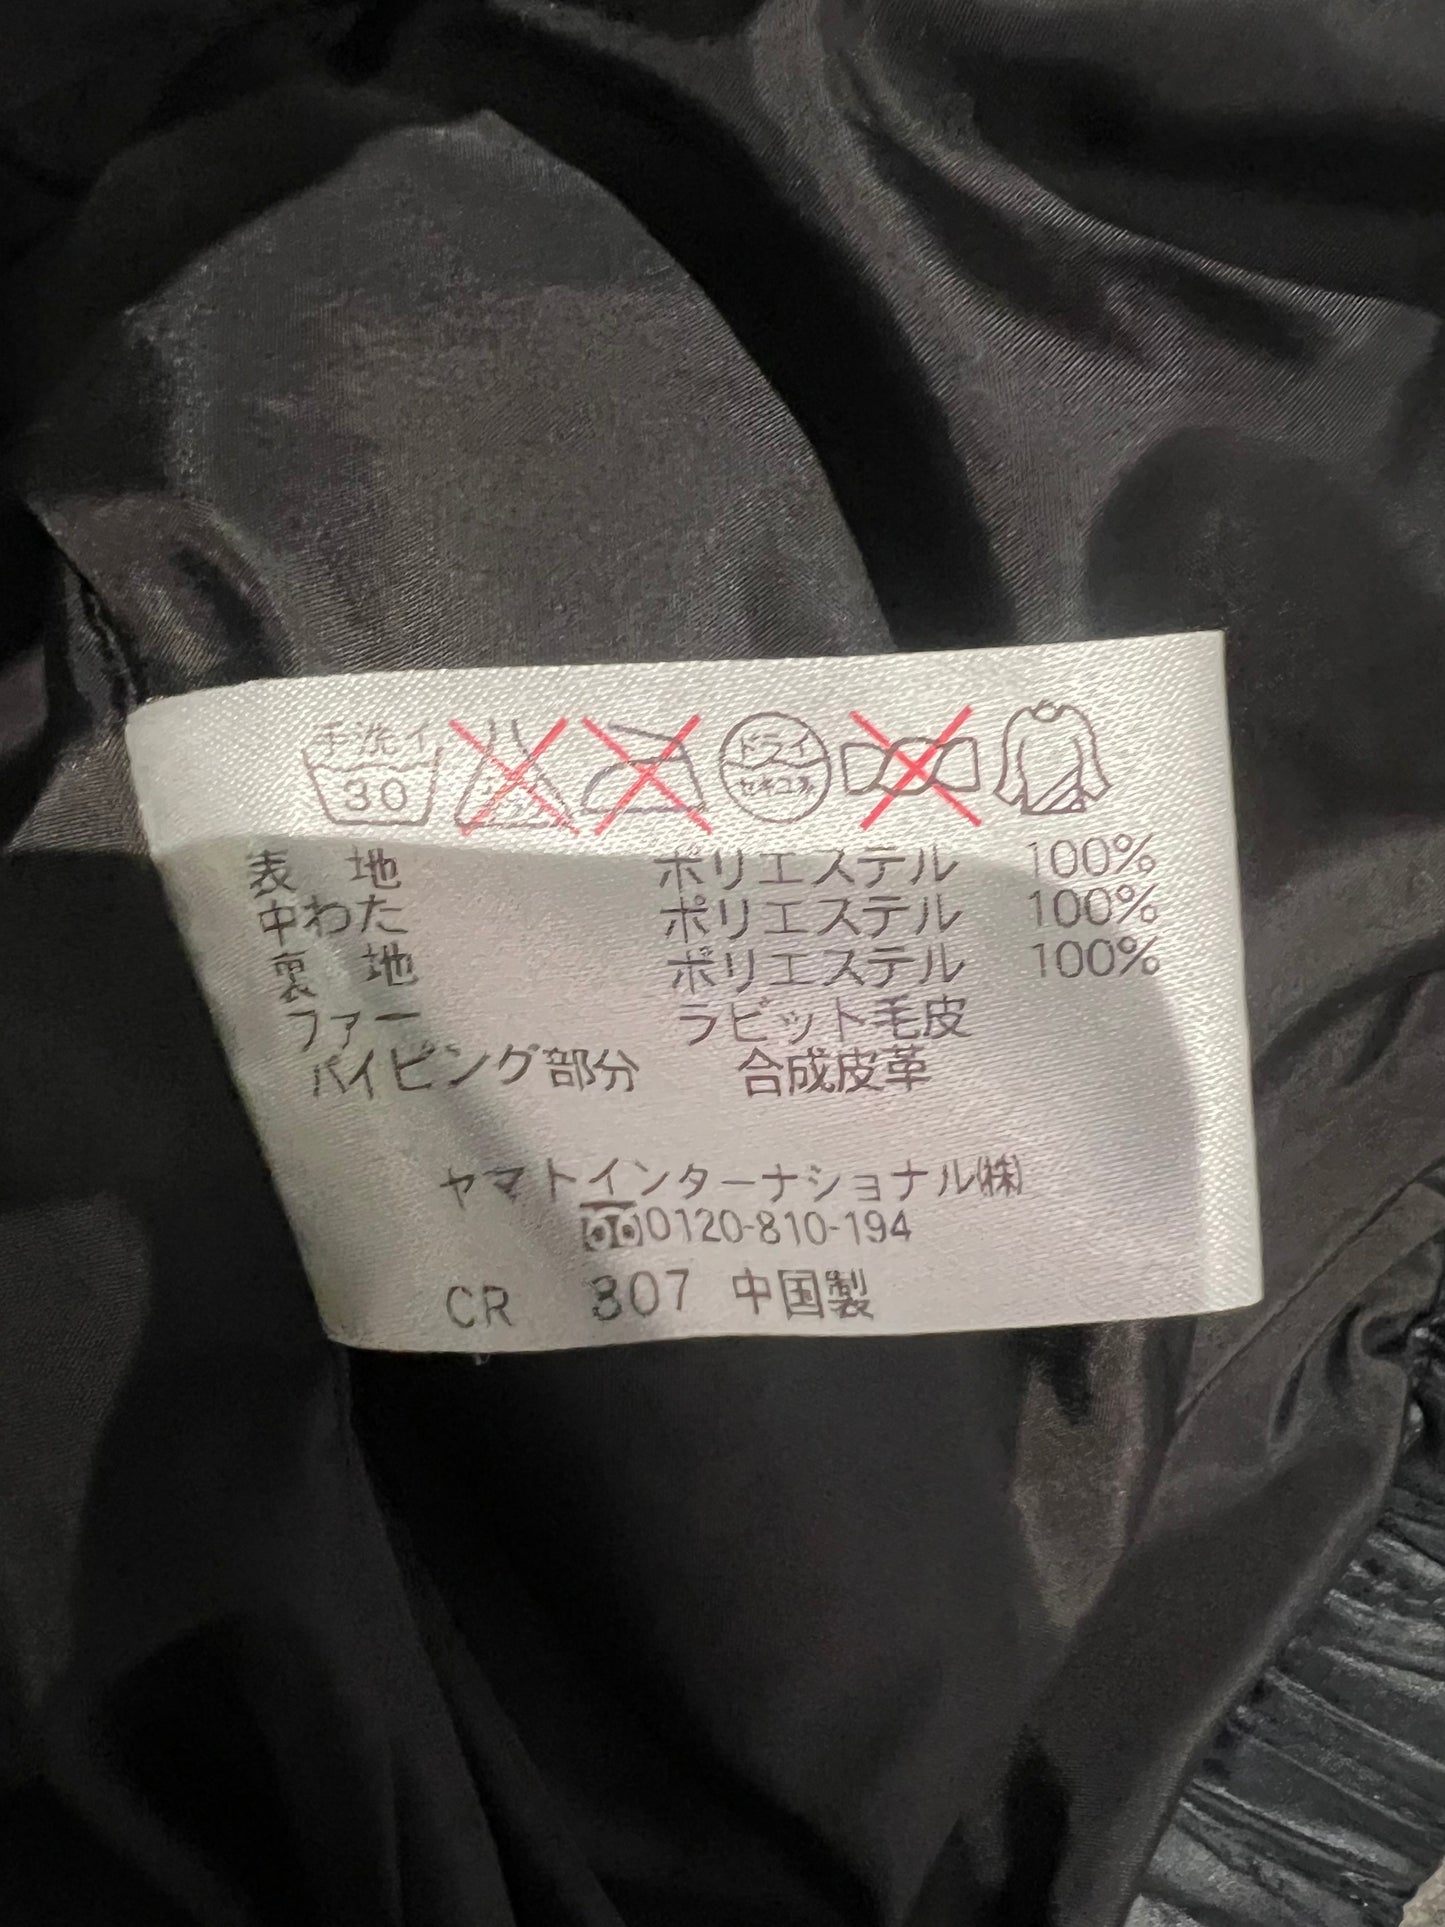 手洗イ
30
ドライ
セキユ系
表 地 ポリエステル 100%
中わた ポリエステル 100%
裏 地 ポリエステル 100%
ファー ラビット毛皮
パイピング部分 合成皮革
ヤマトインターナショナル(株)
0120-810-194
CR 307 中国製